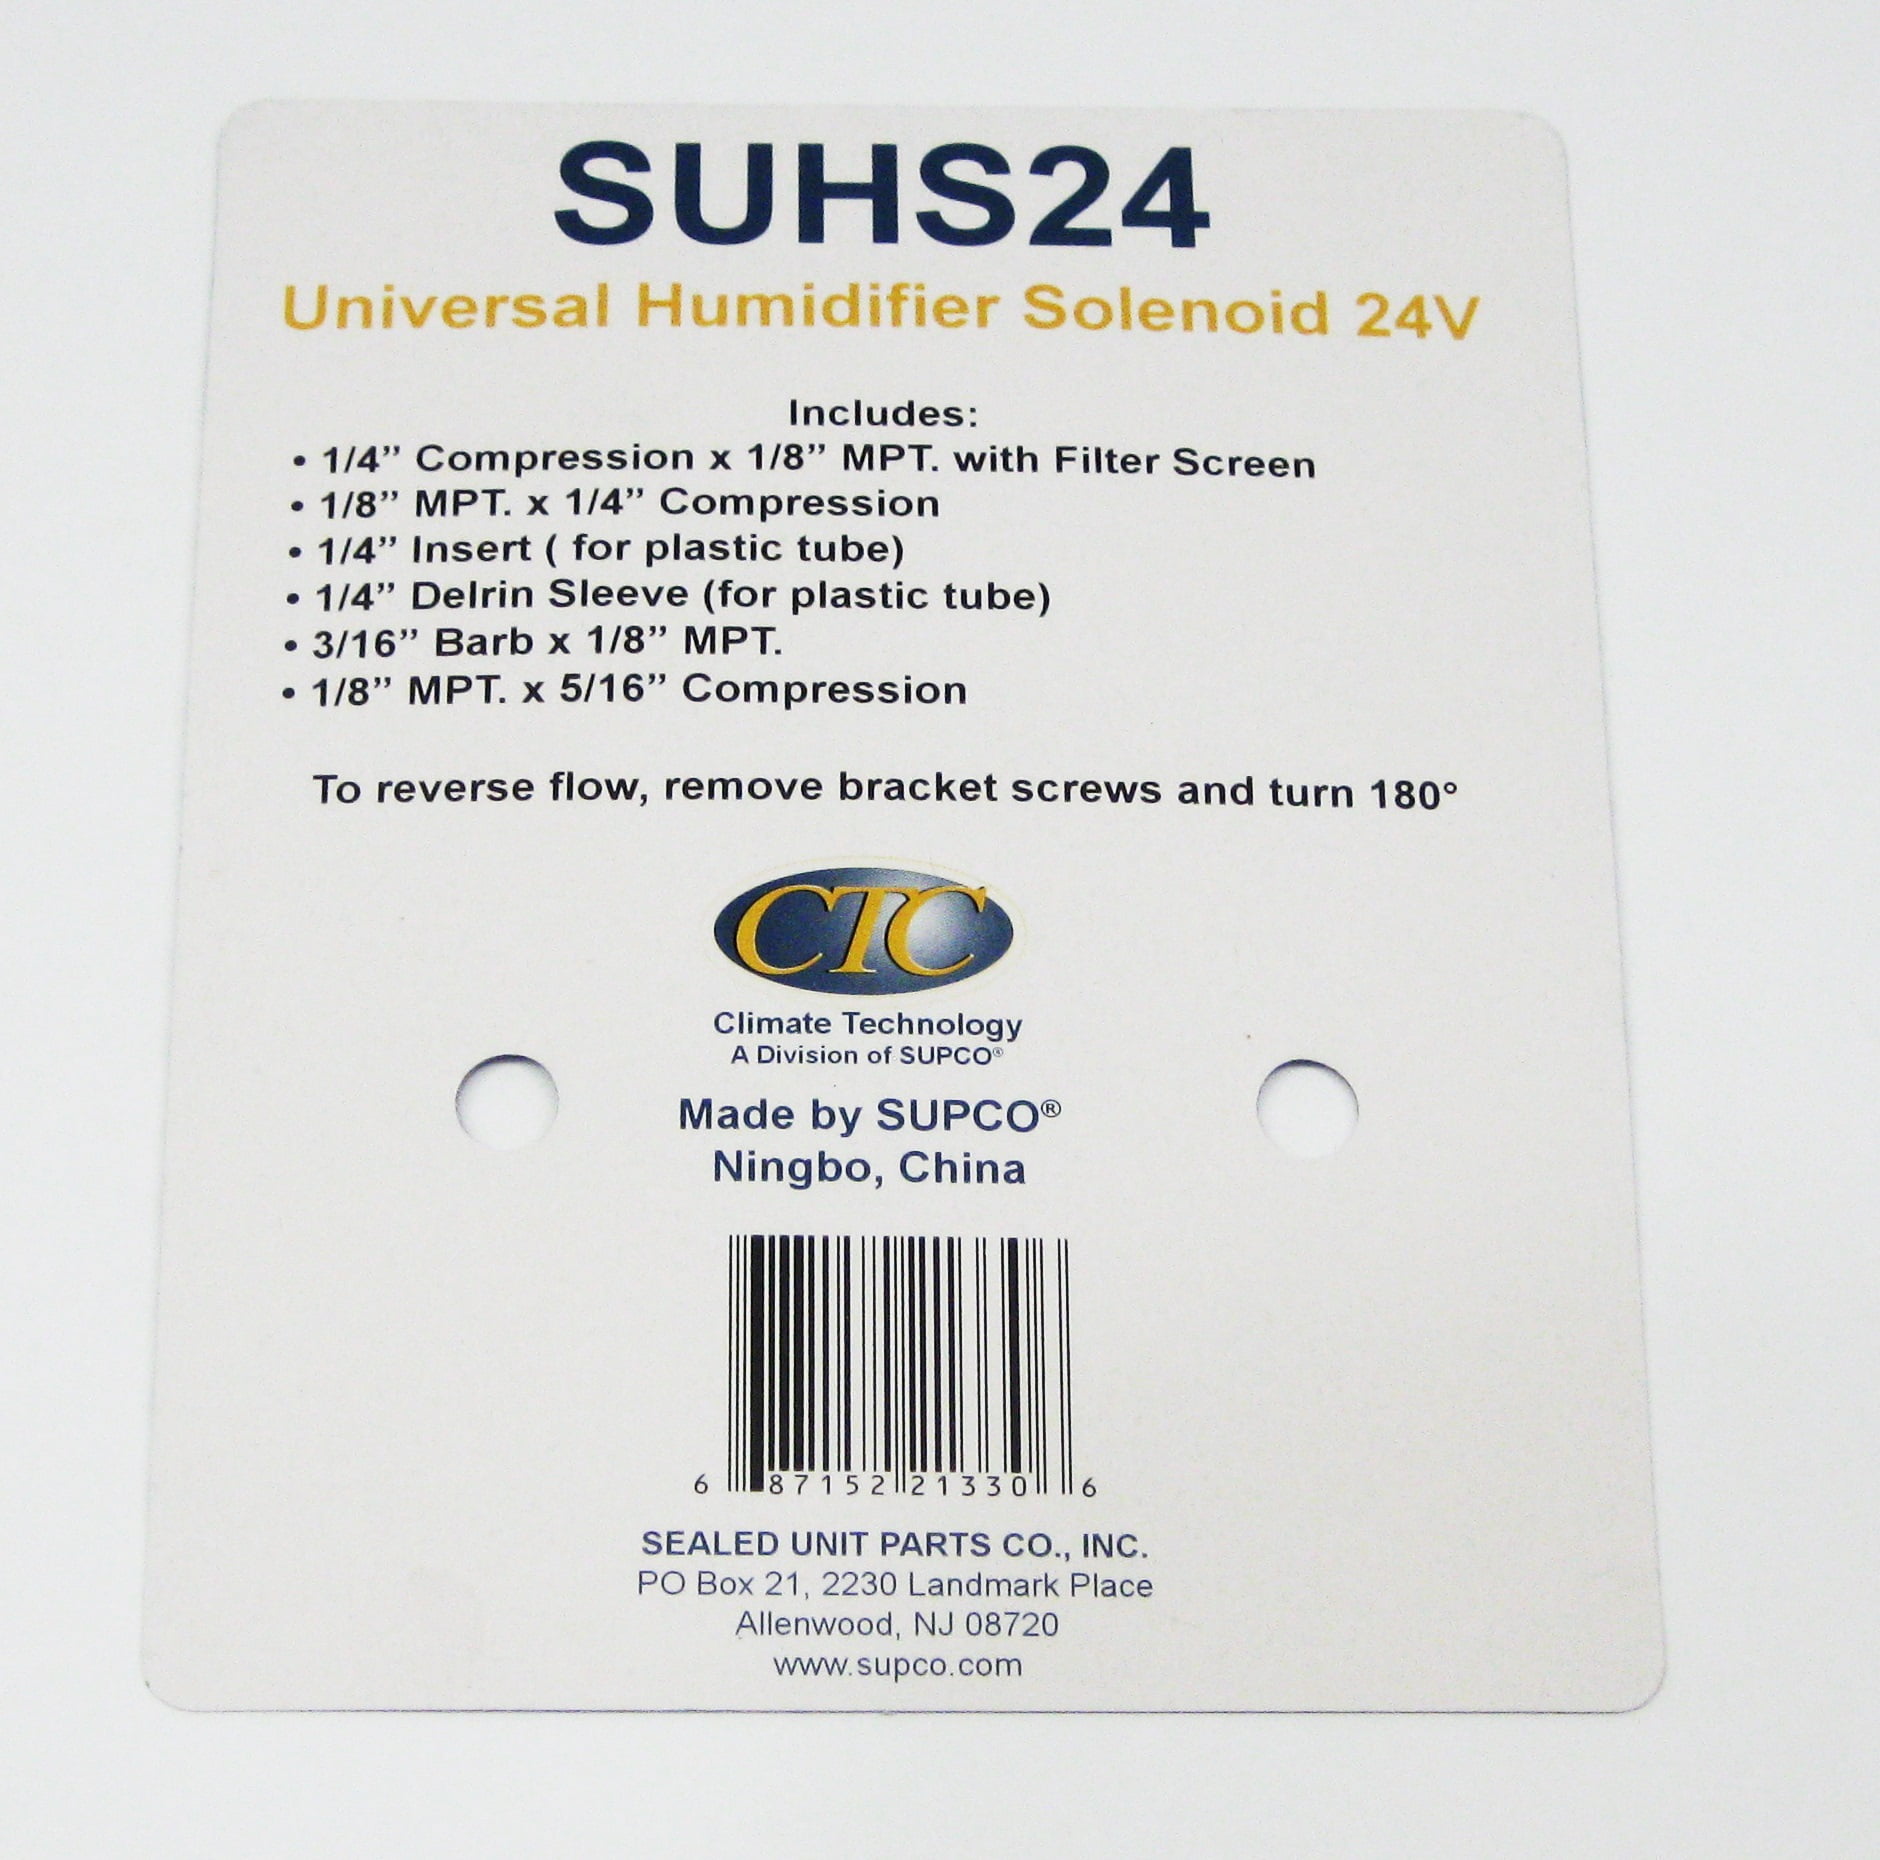 SUHS24
Universal Humidifier Solenoid 24V
Includes:
• 1/4” Compression x 1/8” MPT. with Filter Screen
• 1/8” MPT. x 1/4” Compression
• 1/4” Insert ( for plastic tube)
• 1/4” Delrin Sleeve (for plastic tube)
• 3/16” Barb x 1/8” MPT.
• 1/8” MPT. x 5/16” Compression
To reverse flow, remove bracket screws and turn 180°
CTC
Climate Technology
A Division of SUPCO®
Made by SUPCO®
Ningbo, China
6 87152 21330 6
SEALED UNIT PARTS CO., INC.
PO Box 21, 2230 Landmark Place
Allenwood, NJ 08720
www.supco.com